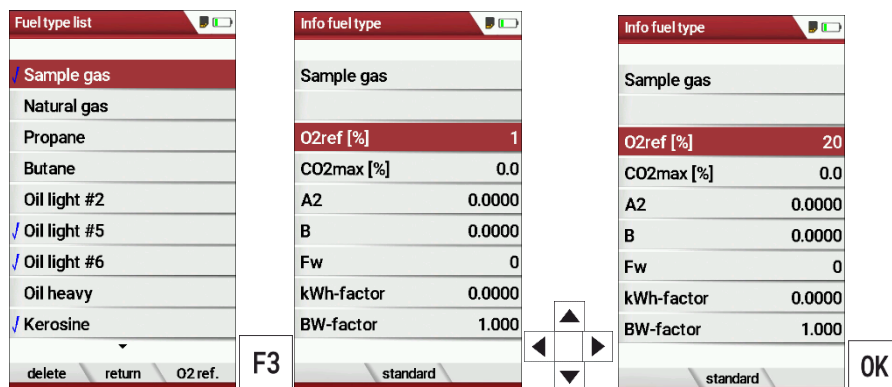 Fuel type list
Sample gas
Natural gas
Propane
Butane
Oil light #2
Oil light #5
Oil light #6
Oil heavy
Kerosine
delete return O2 ref.
F3
Info fuel type
Sample gas
O2ref [%] 1
CO2max [%] 0.0
A2 0.0000
B 0.0000
Fw 0
kWh-factor 0.0000
BW-factor 1.000
standard
Info fuel type
Sample gas
O2ref [%] 20
CO2max [%] 0.0
A2 0.0000
B 0.0000
Fw 0
kWh-factor 0.0000
BW-factor 1.000
standard
OK